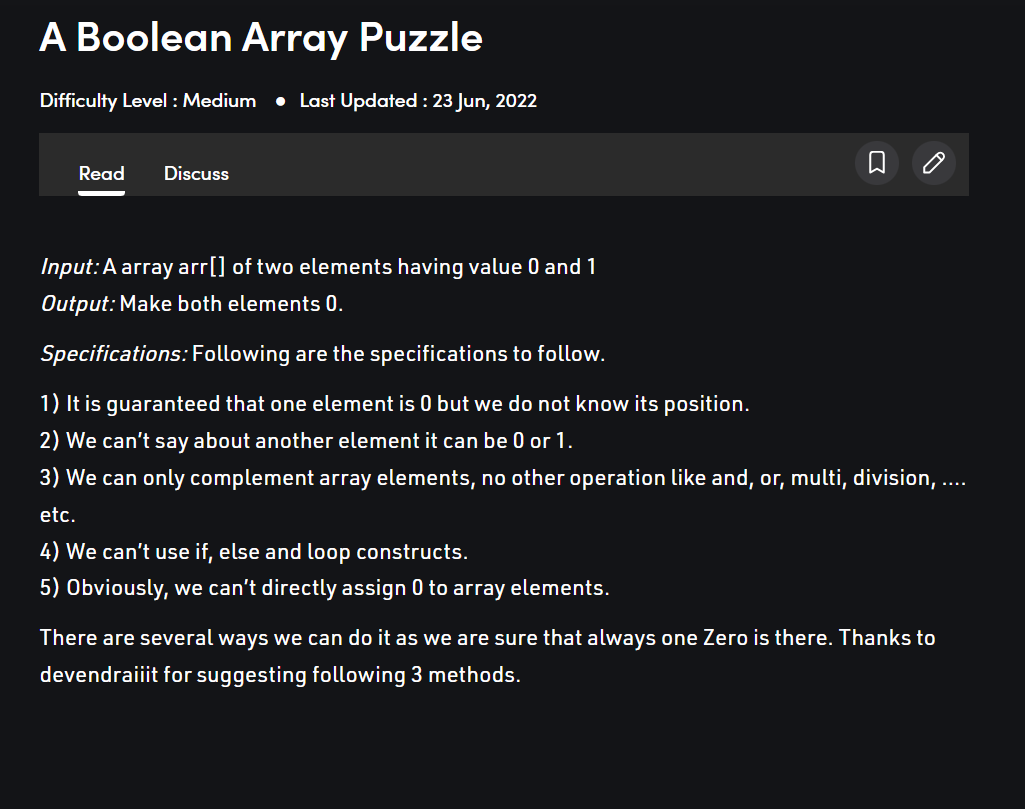 A Boolean Array Puzzle
Difficulty Level : Medium ● Last Updated : 23 Jun, 2022
Read Discuss
Input: A array arr[] of two elements having value 0 and 1
Output: Make both elements 0.
Specifications: Following are the specifications to follow.
1) It is guaranteed that one element is 0 but we do not know its position.
2) We can’t say about another element it can be 0 or 1.
3) We can only complement array elements, no other operation like and, or, multi, division, ….
etc.
4) We can’t use if, else and loop constructs.
5) Obviously, we can’t directly assign 0 to array elements.
There are several ways we can do it as we are sure that always one Zero is there. Thanks to
devendraiiit for suggesting following 3 methods.